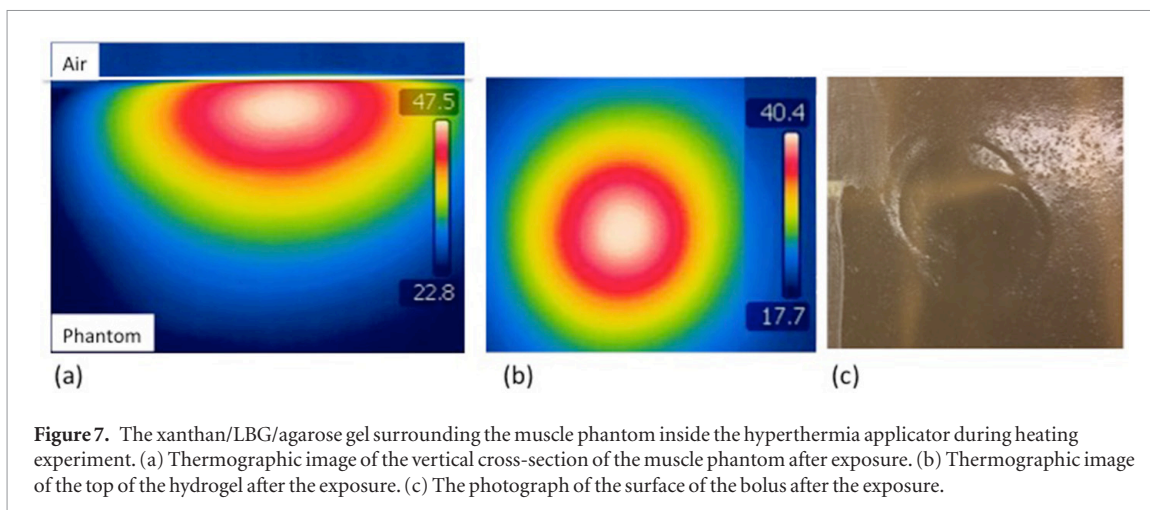 Air
47.5
22.8
Phantom
40.4
17.7
(a)
(b)
(c)
Figure 7. The xanthan/LBG/agarose gel surrounding the muscle phantom inside the hyperthermia applicator during heating
experiment. (a) Thermographic image of the vertical cross-section of the muscle phantom after exposure. (b) Thermographic image
of the top of the hydrogel after the exposure. (c) The photograph of the surface of the bolus after the exposure.